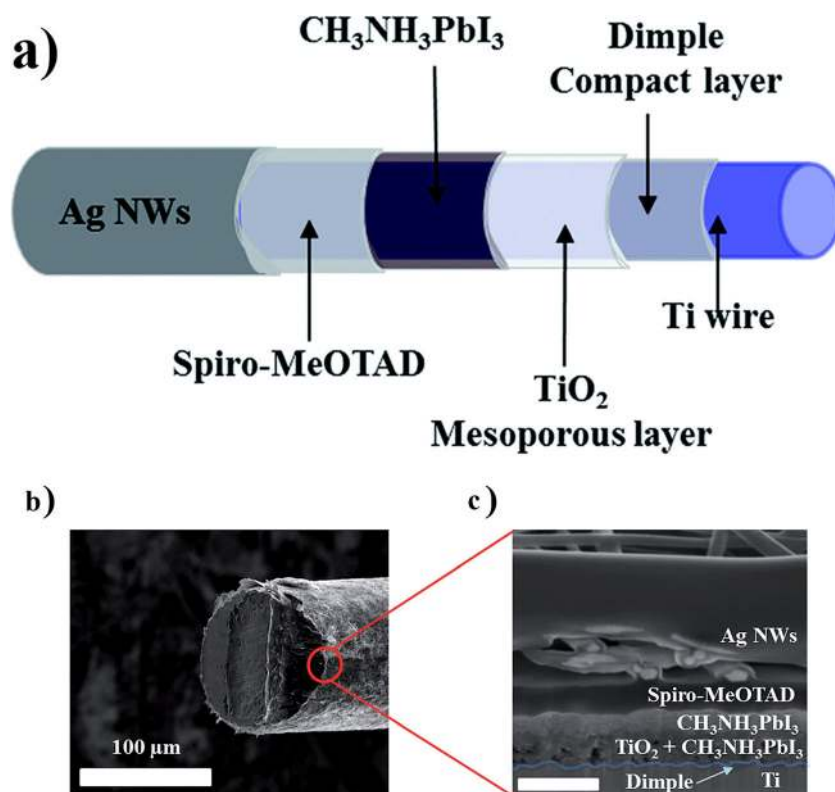 a)
CH₃NH₃PbI₃
Dimple
Compact layer
Ag NWs
Spiro-MeOTAD
TiO₂
Mesoporous layer
Ti wire
b)
100 μm
c)
Ag NWs
Spiro-MeOTAD
CH₃NH₃PbI₃
TiO₂ + CH₃NH₃PbI₃
Dimple
Ti